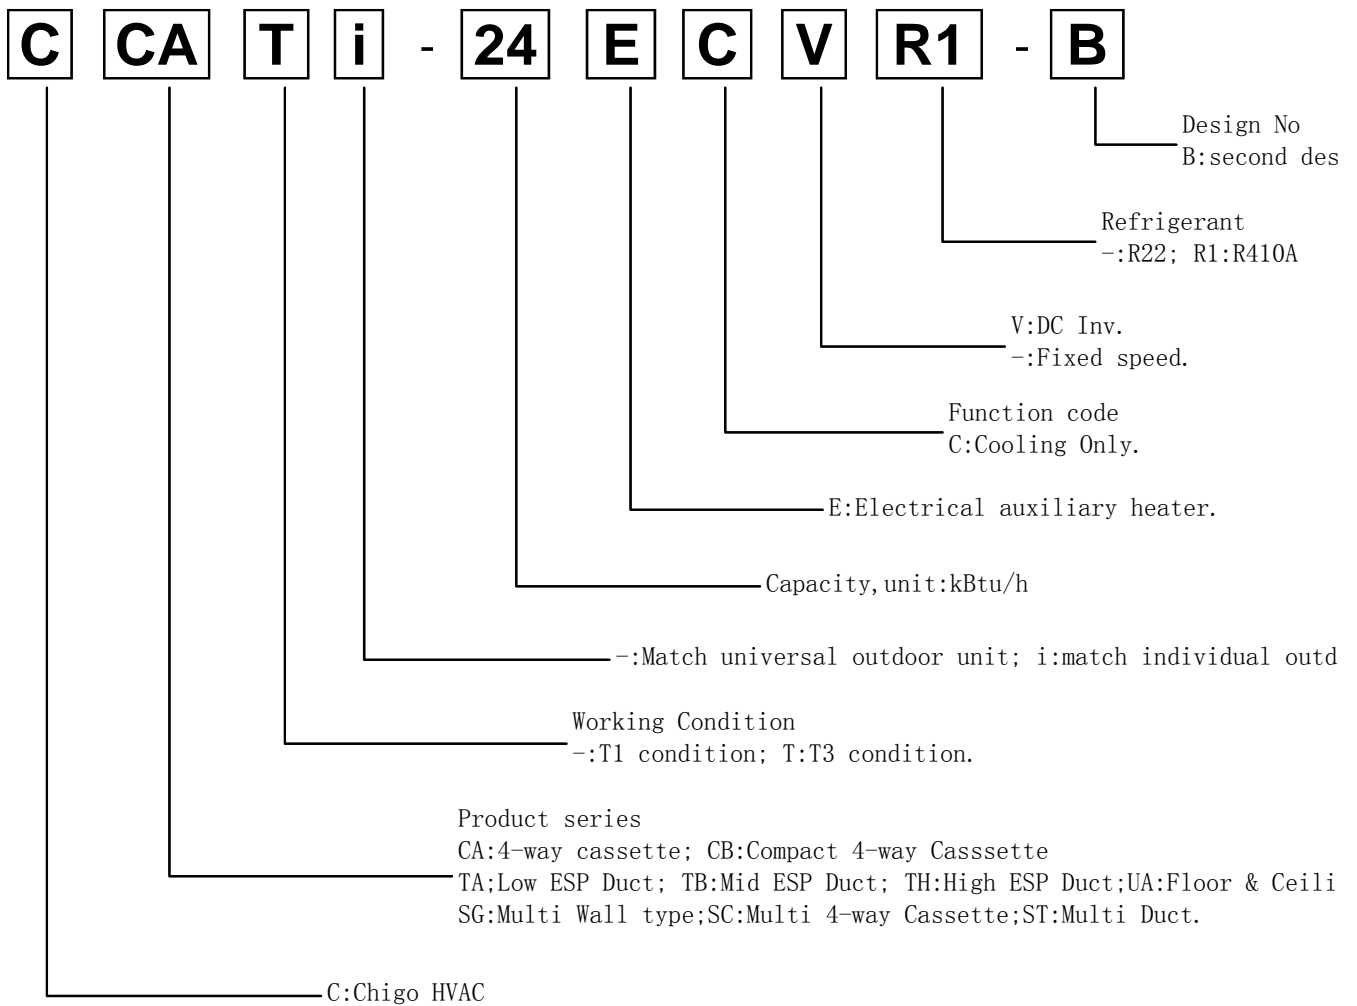 C CA T i - 24 E C V R1 - B
Design No
B:second des
Refrigerant
-:R22; R1:R410A
V:DC Inv.
-:Fixed speed.
Function code
C:Cooling Only.
E:Electrical auxiliary heater.
Capacity,unit:kBtu/h
-:Match universal outdoor unit; i:match individual outd
Working Condition
-:T1 condition; T:T3 condition.
Product series
CA:4-way cassette; CB:Compact 4-way Casssette
TA;Low ESP Duct; TB:Mid ESP Duct; TH:High ESP Duct;UA:Floor & Ceili
SG:Multi Wall type;SC:Multi 4-way Cassette;ST:Multi Duct.
C:Chigo HVAC